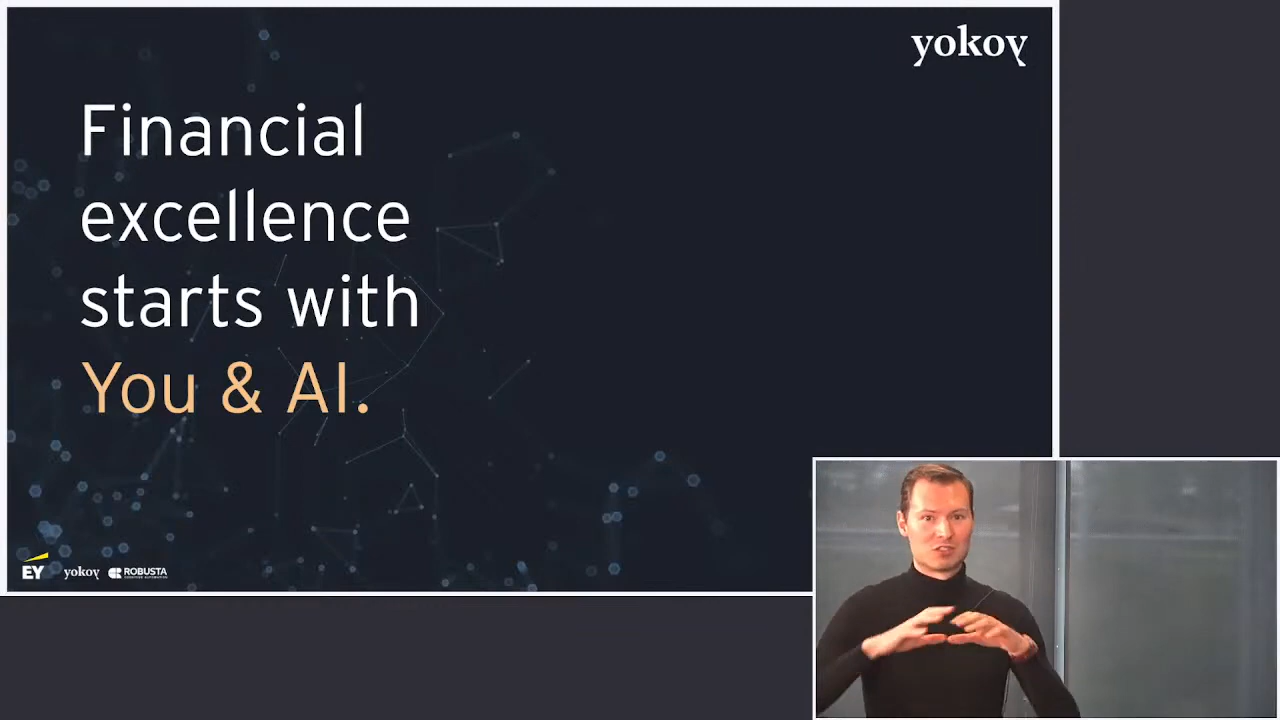 yokoy
Financial
excellence
starts with
You & AI.
EY yokoy ROBUSTA